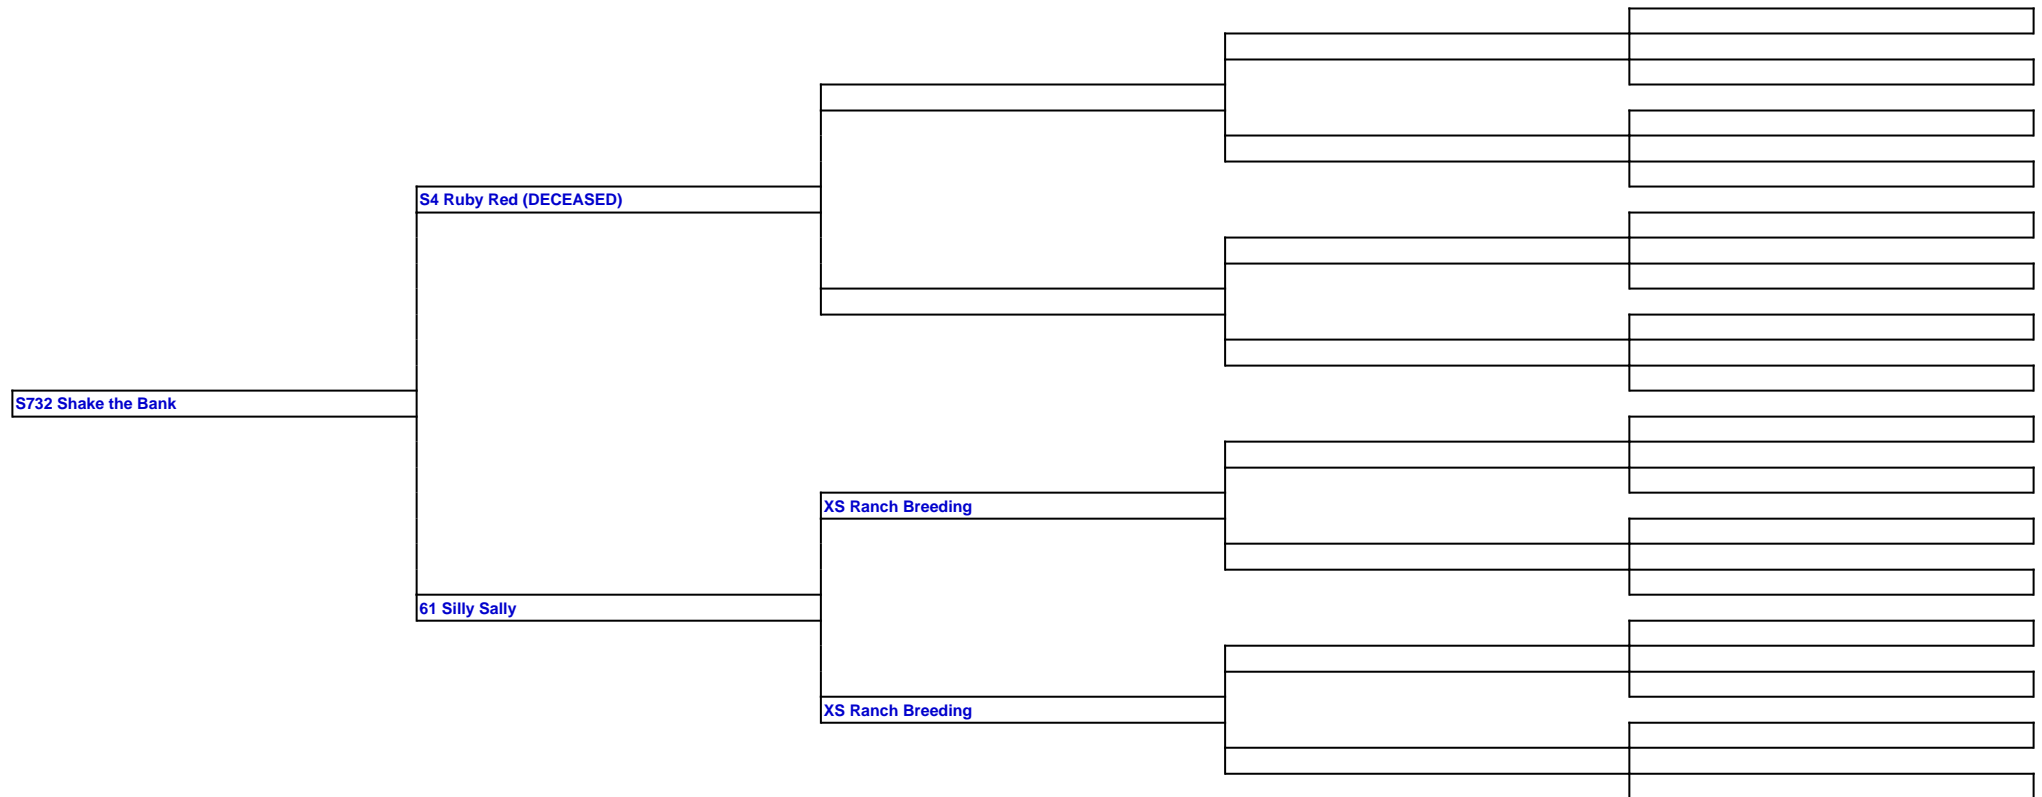 S4 Ruby Red (DECEASED)
S732 Shake the Bank
XS Ranch Breeding
61 Silly Sally
XS Ranch Breeding